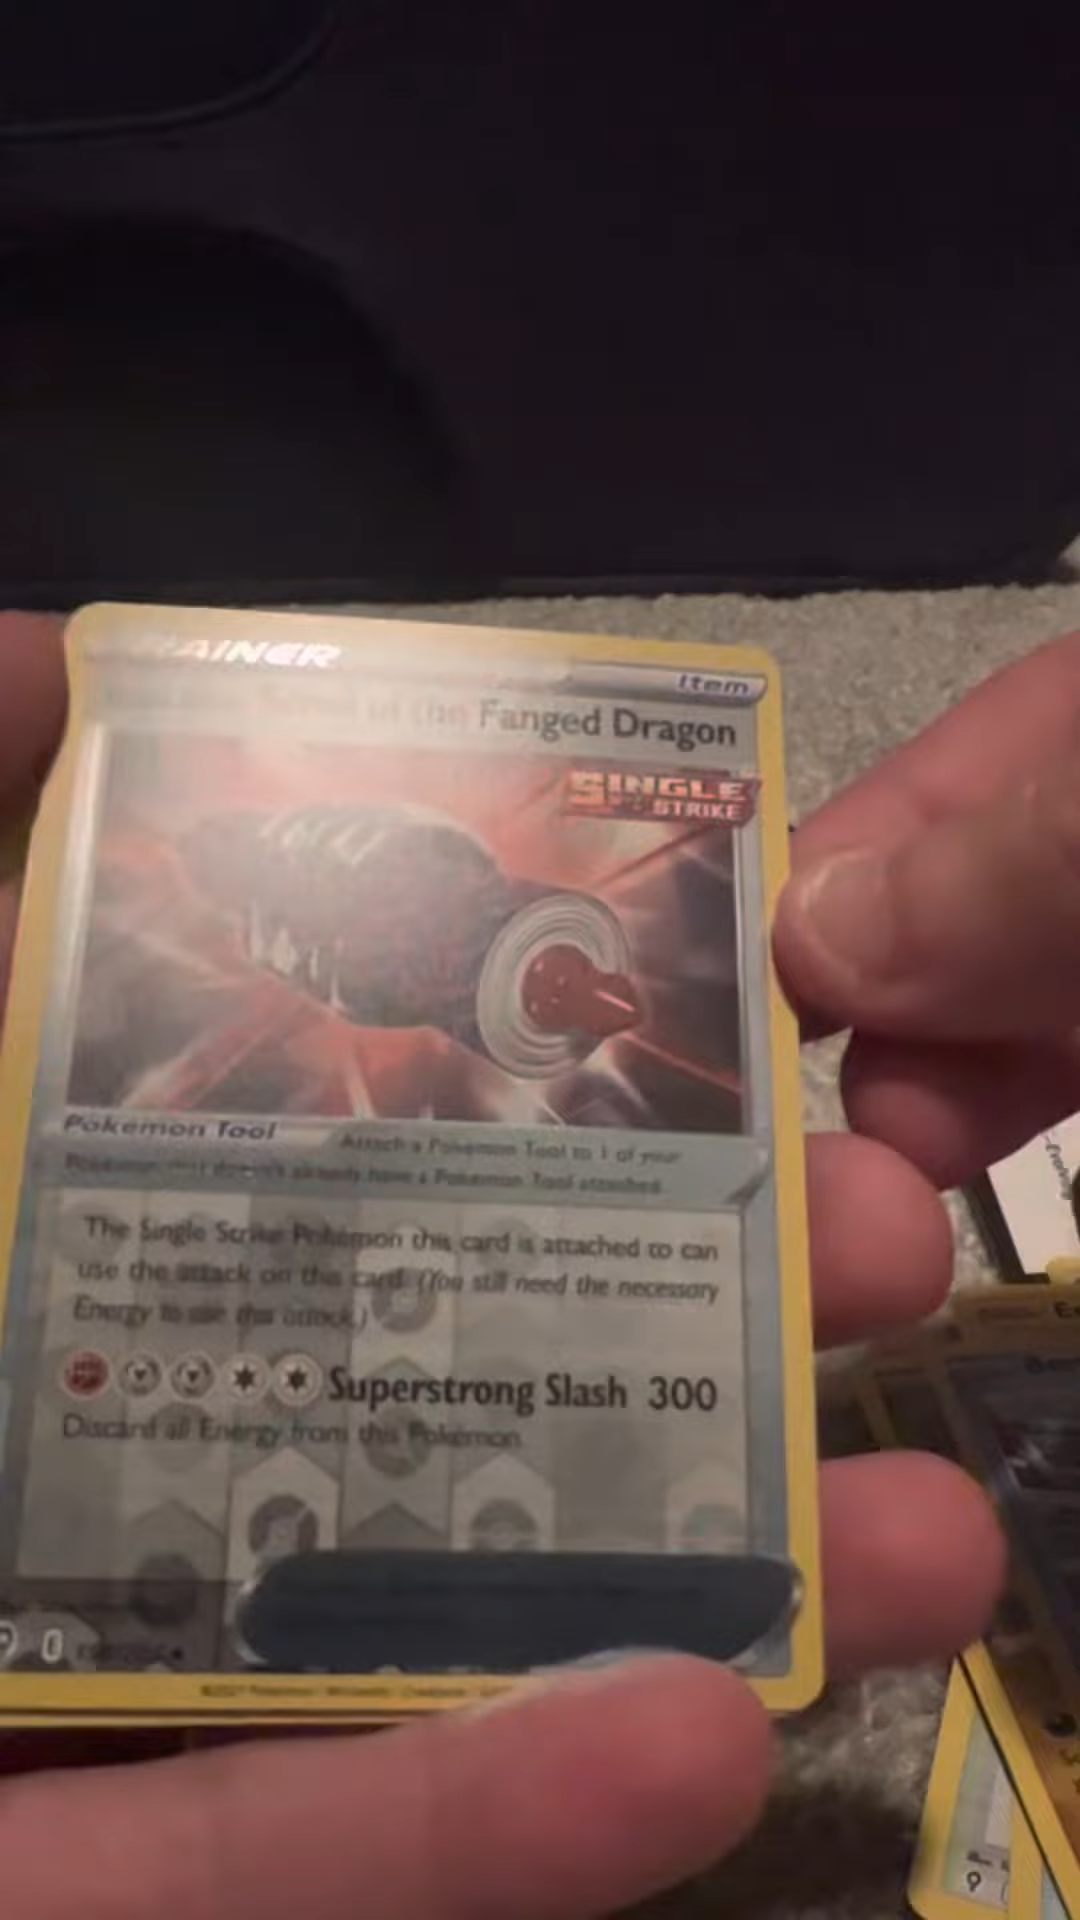 TRAINER
Item
in the Fanged Dragon
SINGLE
STRIKE
Pokémon Tool
Attach a Pokémon Tool to 1 of your
Pokémon that doesn't already have a Pokémon Tool attached.
The Single Strike Pokémon this card is attached to can
use the attack on this card. (You still need the necessary
Energy to use this attack.)
Superstrong Slash 300
Discard all Energy from this Pokémon.